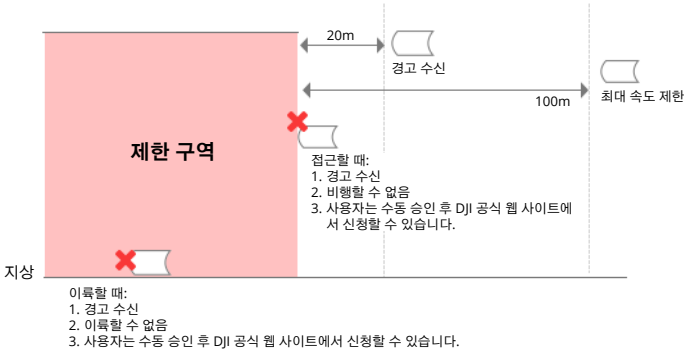 20m
경고 수신
최대 속도 제한
100m
제한 구역
접근할 때:
1. 경고 수신
2. 비행할 수 없음
3. 사용자는 수동 승인 후 DJI 공식 웹 사이트에
서 신청할 수 있습니다.
지상
이륙할 때:
1. 경고 수신
2. 이륙할 수 없음
3. 사용자는 수동 승인 후 DJI 공식 웹 사이트에서 신청할 수 있습니다.